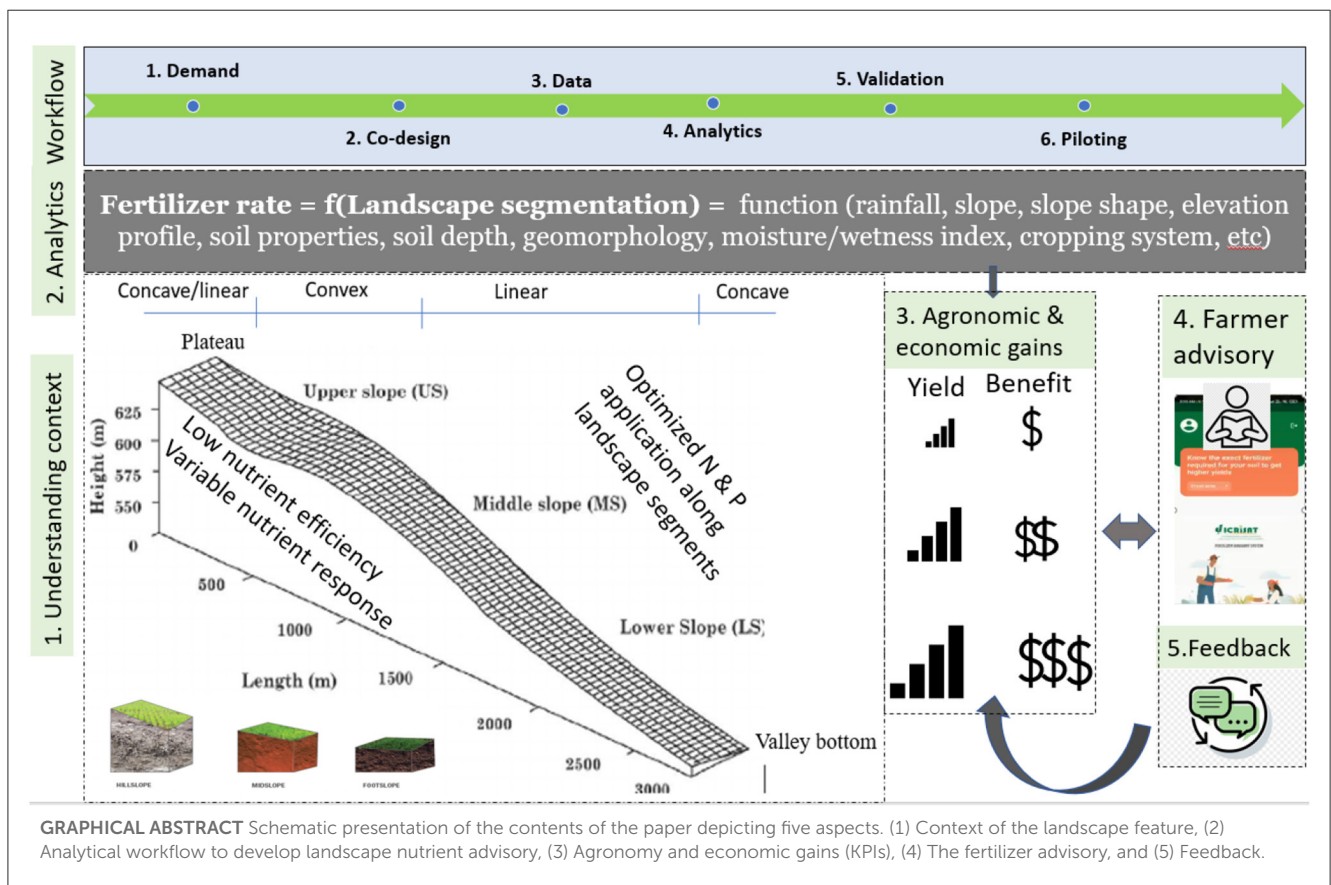 Workflow
2. Analytics
1. Understanding context
1. Demand
2. Co-design
3. Data
4. Analytics
5. Validation
6. Piloting
Fertilizer rate = f(Landscape segmentation) = function (rainfall, slope, slope shape, elevation
profile, soil properties, soil depth, geomorphology, moisture/wetness index, cropping system, etc)
Concave/linear
Convex
Linear
Concave
Plateau
Upper slope (US)
Middle slope (MS)
Lower Slope (LS)
Valley bottom
Low nutrient efficiency
Variable nutrient response
Optimized N & P
application along
landscape segments
Height (m)
625
600
575
550
0
500
1000
1500
2000
2500
3000
Length (m)
HILLSLOPE
MIDSLOPE
FOOTSLOPE
3. Agronomic &
economic gains
Yield
Benefit
$
$$
$$$
4. Farmer
advisory
Know the exact fertilizer
required for your soil to get
higher yields
ICRISAT
5.Feedback
GRAPHICAL ABSTRACT Schematic presentation of the contents of the paper depicting five aspects. (1) Context of the landscape feature, (2)
Analytical workflow to develop landscape nutrient advisory, (3) Agronomy and economic gains (KPIs), (4) The fertilizer advisory, and (5) Feedback.